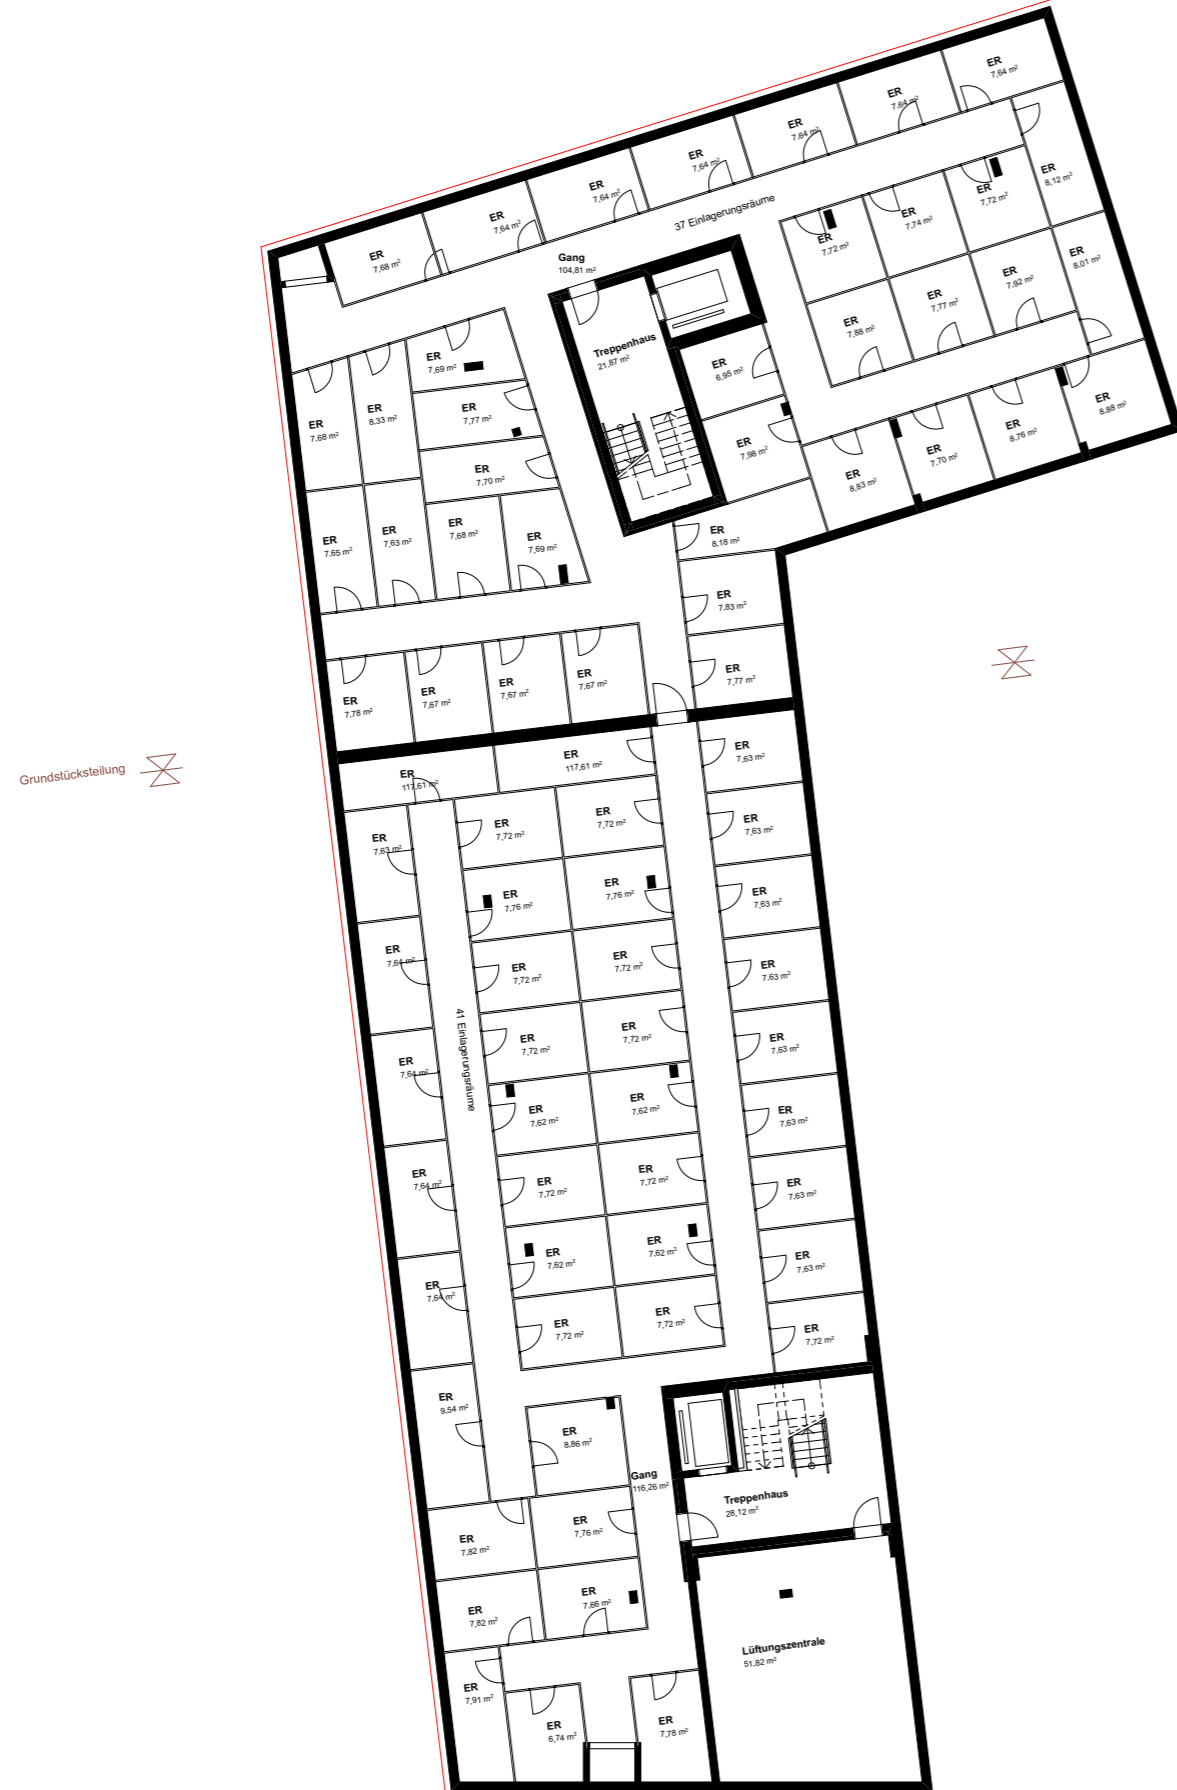 ER
7,64 m²
ER
7,64 m²
ER
7,64 m²
ER
7,64 m²
ER
7,64 m²
ER
7,64 m²
ER
7,68 m²
37 Einlagerungsräume
Gang
104,81 m²
ER
8,12 m²
ER
7,72 m²
ER
7,74 m²
ER
7,72 m²
ER
8,01 m²
ER
7,92 m²
ER
7,77 m²
ER
7,88 m²
Treppenhaus
21,87 m²
ER
6,95 m²
ER
7,98 m²
ER
8,88 m²
ER
8,76 m²
ER
7,70 m²
ER
8,83 m²
ER
8,18 m²
ER
7,69 m²
ER
8,33 m²
ER
7,68 m²
ER
7,77 m²
ER
7,70 m²
ER
7,65 m²
ER
7,63 m²
ER
7,68 m²
ER
7,69 m²
ER
7,83 m²
ER
7,77 m²
ER
7,78 m²
ER
7,67 m²
ER
7,67 m²
ER
7,67 m²
Grundstücksteilung
ER
117,61 m²
ER
117,61 m²
ER
7,63 m²
ER
7,63 m²
ER
7,72 m²
ER
7,72 m²
ER
7,63 m²
ER
7,76 m²
ER
7,76 m²
ER
7,63 m²
ER
7,64 m²
ER
7,72 m²
ER
7,72 m²
ER
7,63 m²
41 Einlagerungsräume
ER
7,64 m²
ER
7,72 m²
ER
7,72 m²
ER
7,63 m²
ER
7,62 m²
ER
7,62 m²
ER
7,63 m²
ER
7,64 m²
ER
7,72 m²
ER
7,72 m²
ER
7,63 m²
ER
7,64 m²
ER
7,62 m²
ER
7,62 m²
ER
7,63 m²
ER
7,72 m²
ER
7,72 m²
ER
7,72 m²
ER
9,54 m²
ER
8,86 m²
Gang
116,26 m²
Treppenhaus
28,12 m²
ER
7,82 m²
ER
7,76 m²
ER
7,82 m²
ER
7,66 m²
Lüftungszentrale
51,82 m²
ER
7,91 m²
ER
6,74 m²
ER
7,78 m²